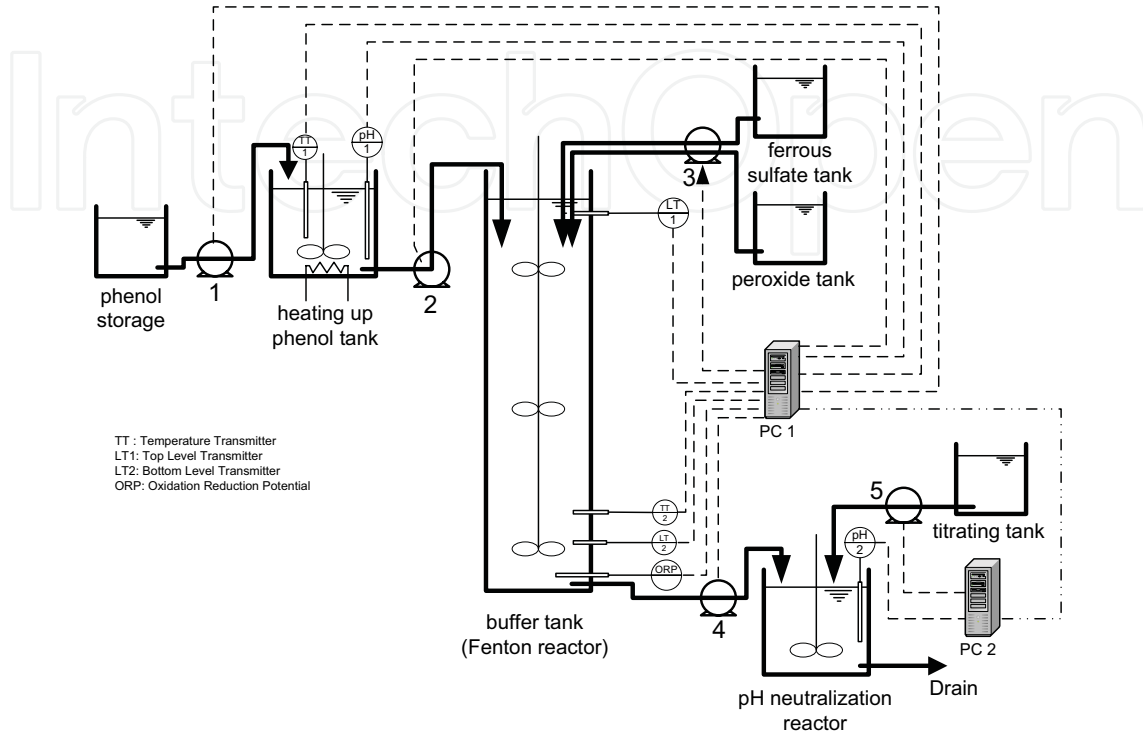 IntechOpen
TT
1
pH
1
ferrous
sulfate tank
3
LT
1
phenol
storage
1
heating up
phenol tank
2
peroxide tank
PC 1
TT : Temperature Transmitter
LT1: Top Level Transmitter
LT2: Bottom Level Transmitter
ORP: Oxidation Reduction Potential
TT
2
LT
2
ORP
5
titrating tank
pH
2
4
buffer tank
(Fenton reactor)
PC 2
Drain
pH neutralization
reactor